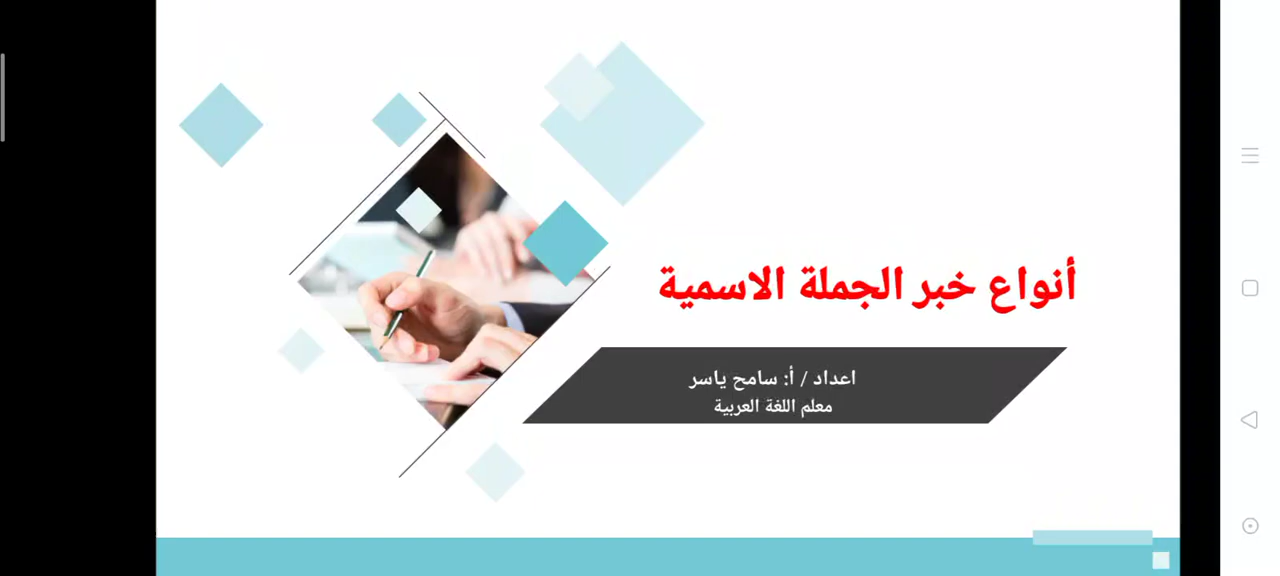 أنواع خبر الجملة الاسمية
اعداد / أ: سامح ياسر
معلم اللغة العربية